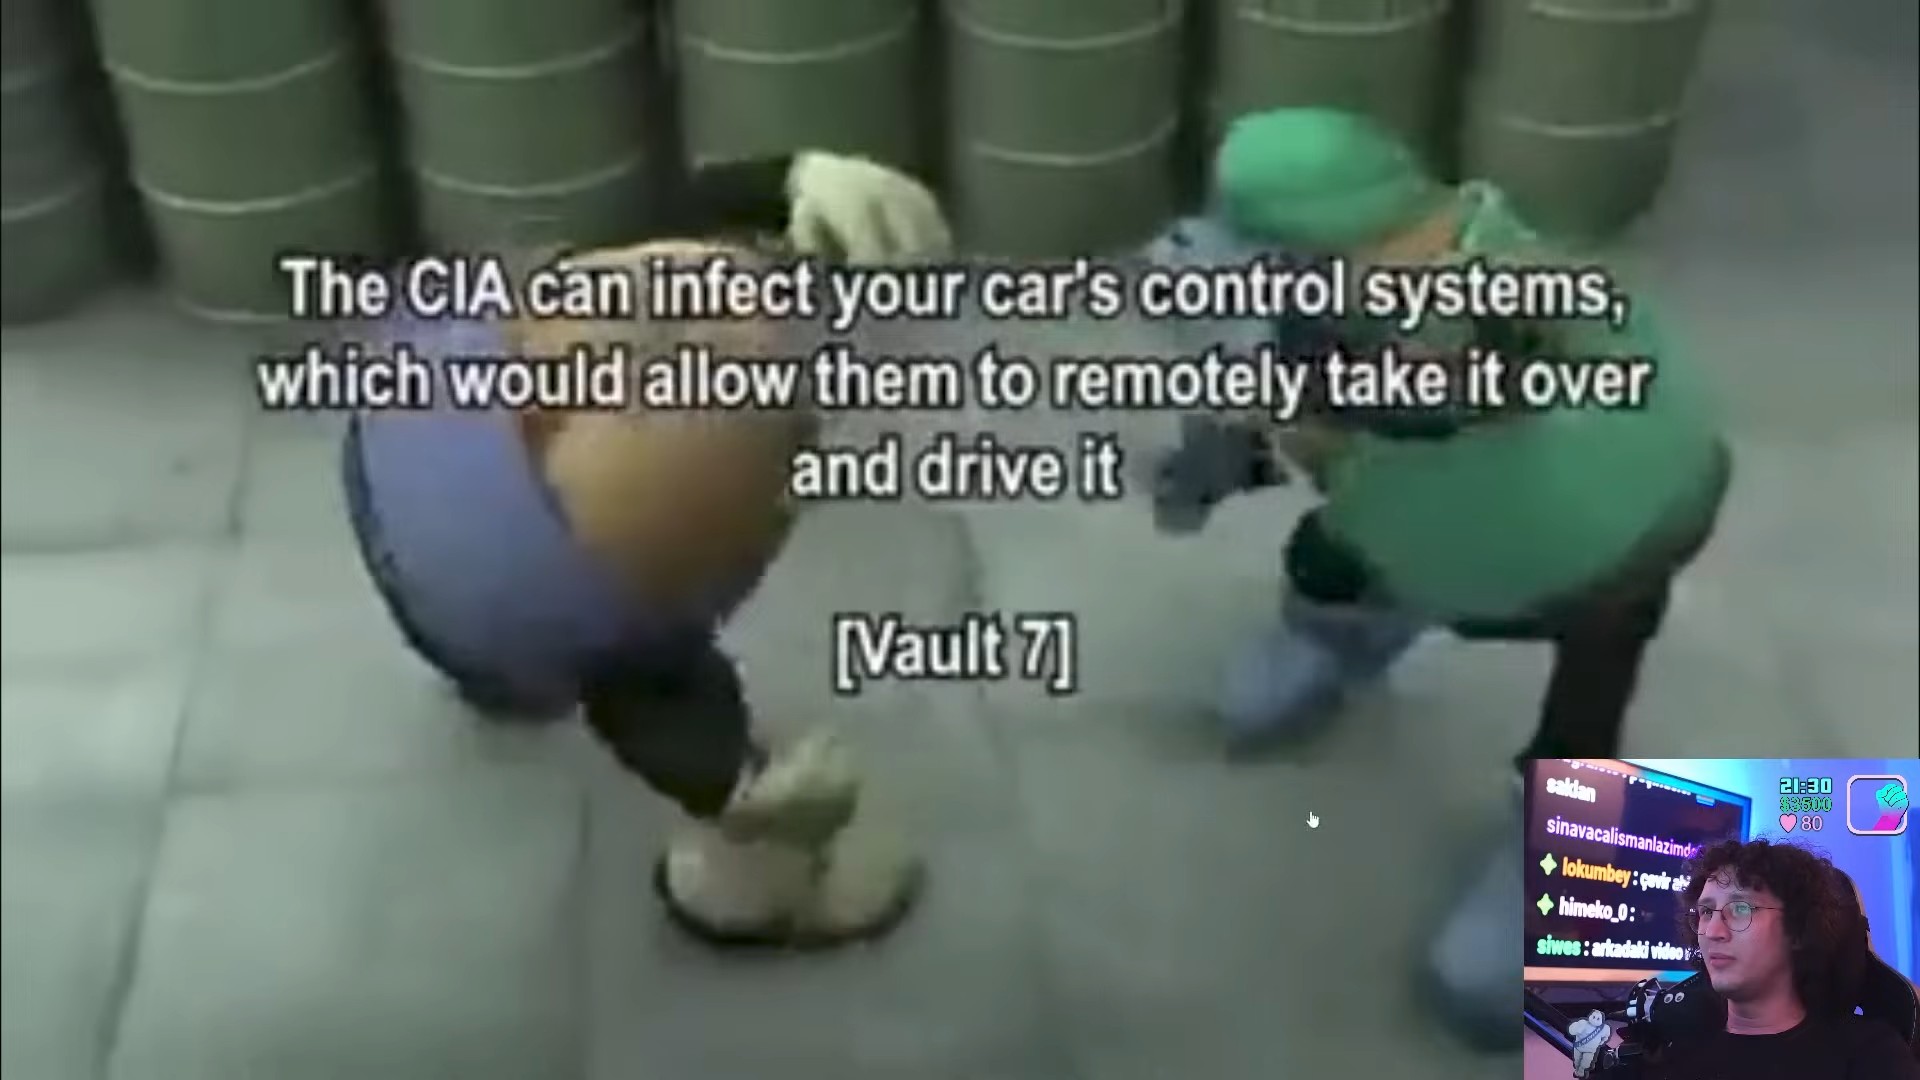 The CIA can infect your car's control systems,
which would allow them to remotely take it over
and drive it
[Vault 7]
saklan
sinavacalismanlazimd
lokumbey : çevir
himeko_0 :
siwes : arkadaki video
21:30
$3500
80